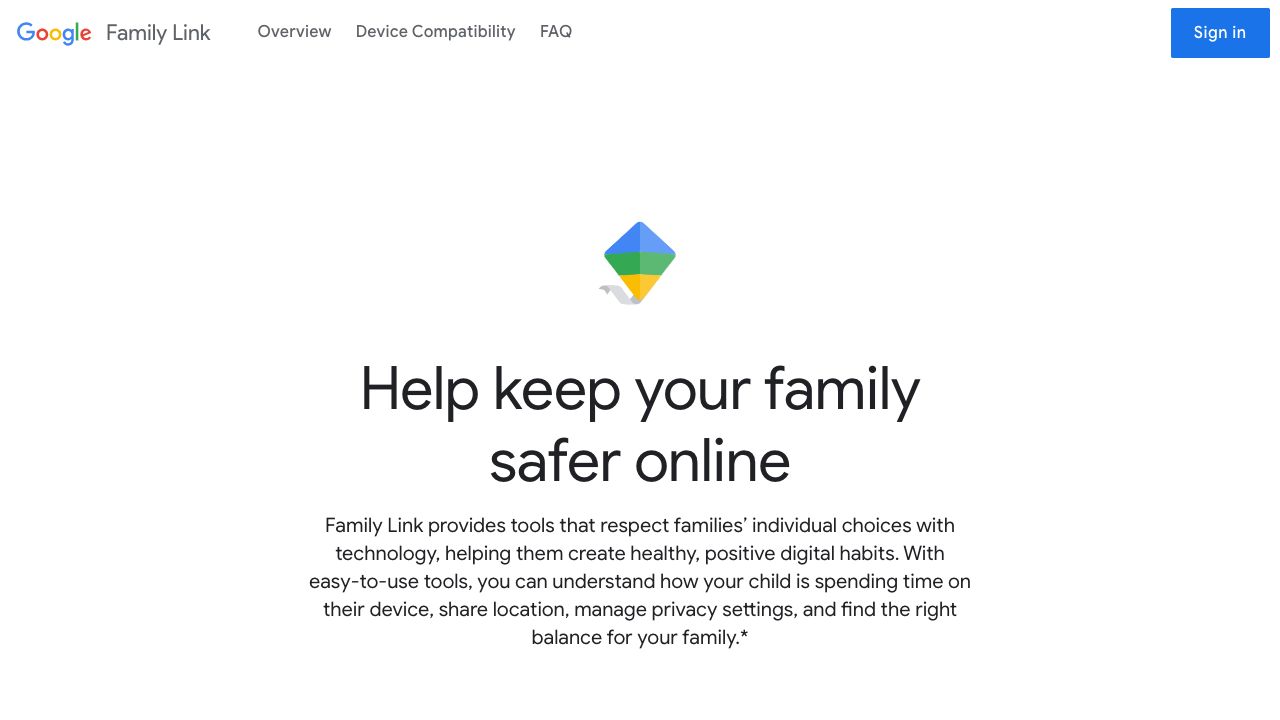 Google Family Link
Overview
Device Compatibility
FAQ
Sign in
Help keep your family
safer online
Family Link provides tools that respect families’ individual choices with
technology, helping them create healthy, positive digital habits. With
easy-to-use tools, you can understand how your child is spending time on
their device, share location, manage privacy settings, and find the right
balance for your family.*